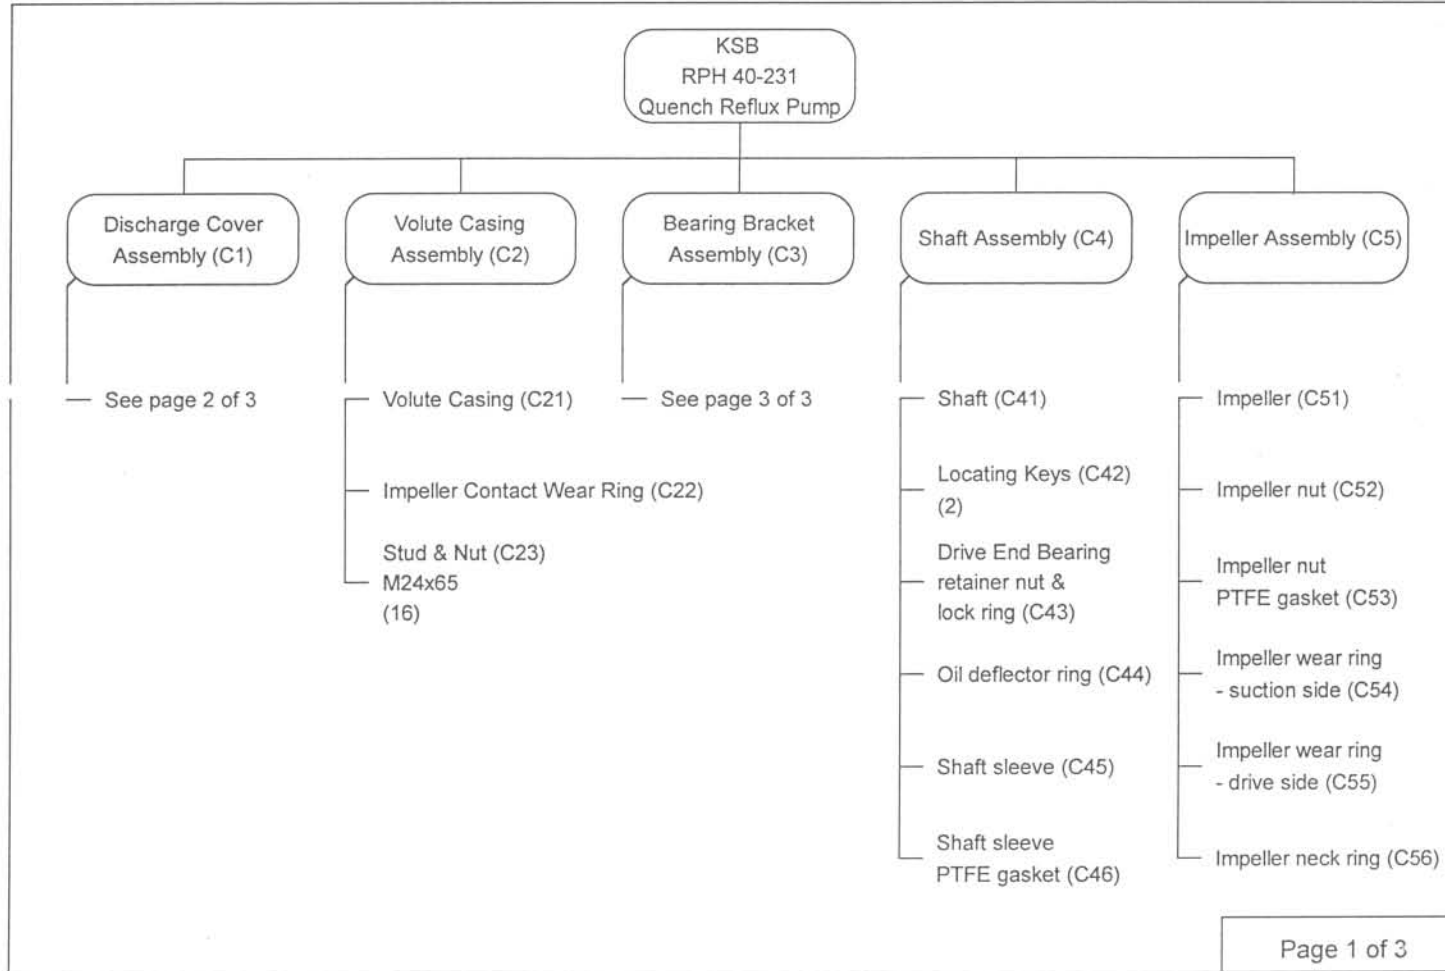 KSB
RPH 40-231
Quench Reflux Pump
Discharge Cover
Assembly (C1)
Volute Casing
Assembly (C2)
Bearing Bracket
Assembly (C3)
Shaft Assembly (C4)
Impeller Assembly (C5)
See page 2 of 3
Volute Casing (C21)
Impeller Contact Wear Ring (C22)
Stud & Nut (C23)
M24x65
(16)
See page 3 of 3
Shaft (C41)
Locating Keys (C42)
(2)
Drive End Bearing
retainer nut &
lock ring (C43)
Oil deflector ring (C44)
Shaft sleeve (C45)
Shaft sleeve
PTFE gasket (C46)
Impeller (C51)
Impeller nut (C52)
Impeller nut
PTFE gasket (C53)
Impeller wear ring
- suction side (C54)
Impeller wear ring
- drive side (C55)
Impeller neck ring (C56)
Page 1 of 3